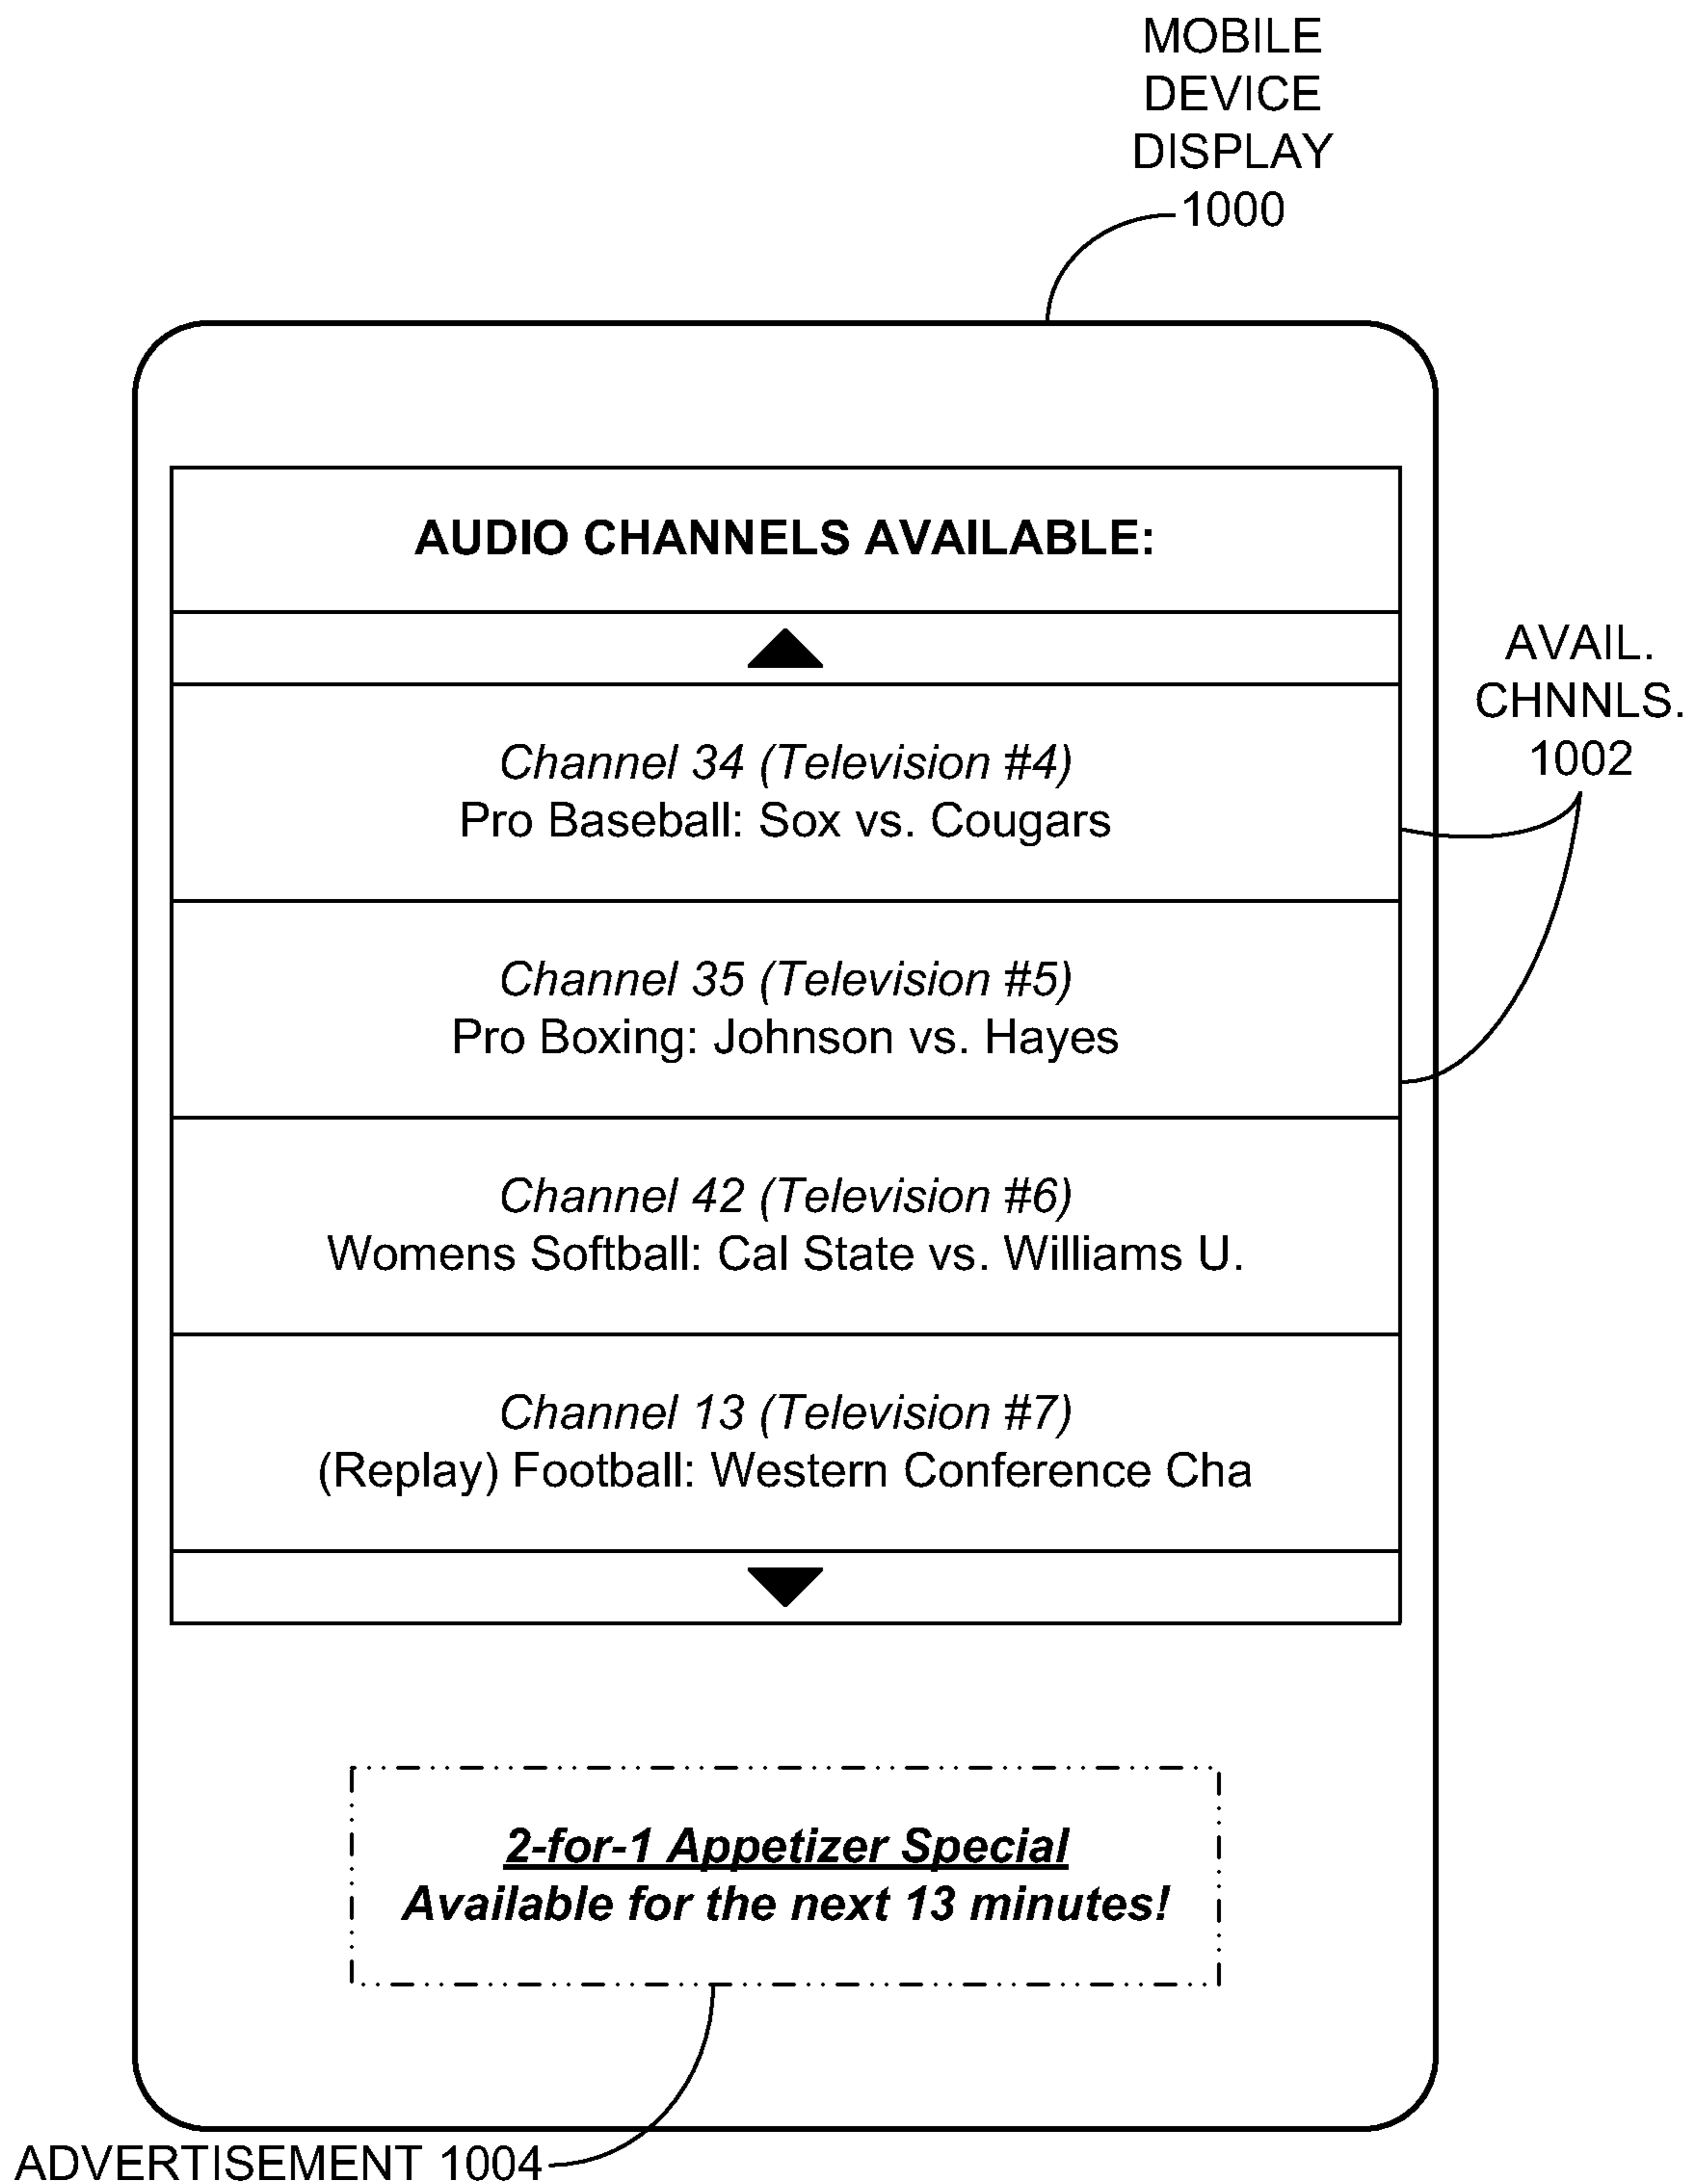 MOBILE
DEVICE
DISPLAY
1000
AUDIO CHANNELS AVAILABLE:
AVAIL.
CHNNLS.
1002
Channel 34 (Television #4)
Pro Baseball: Sox vs. Cougars
Channel 35 (Television #5)
Pro Boxing: Johnson vs. Hayes
Channel 42 (Television #6)
Womens Softball: Cal State vs. Williams U.
Channel 13 (Television #7)
(Replay) Football: Western Conference Cha
2-for-1 Appetizer Special
Available for the next 13 minutes!
ADVERTISEMENT 1004